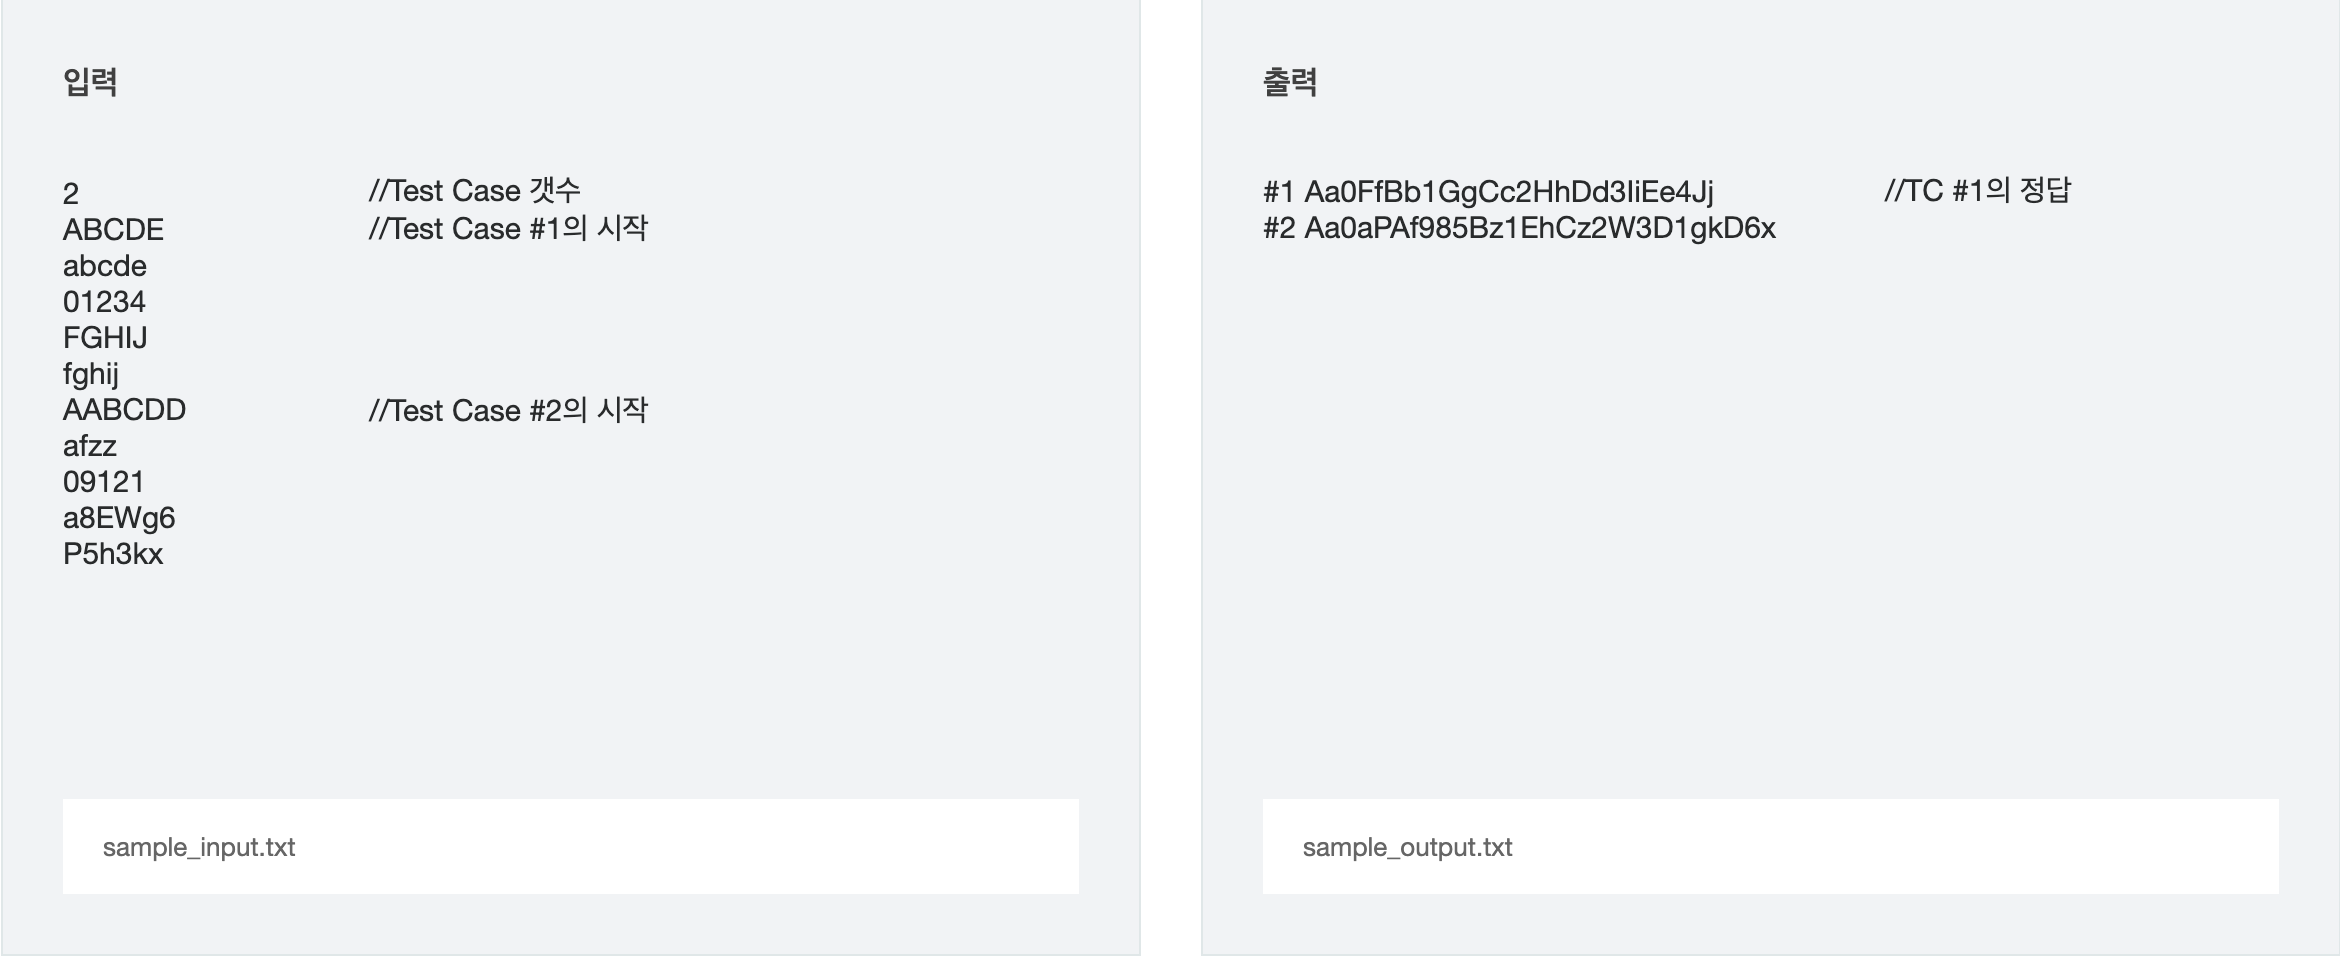 입력
2 //Test Case 갯수
ABCDE //Test Case #1의 시작
abcde
01234
FGHIJ
fghij
AABCDD //Test Case #2의 시작
afzz
09121
a8EWg6
P5h3kx
sample_input.txt
출력
#1 Aa0FfBb1GgCc2HhDd3IiEe4Jj //TC #1의 정답
#2 Aa0aPAf985Bz1EhCz2W3D1gkD6x
sample_output.txt